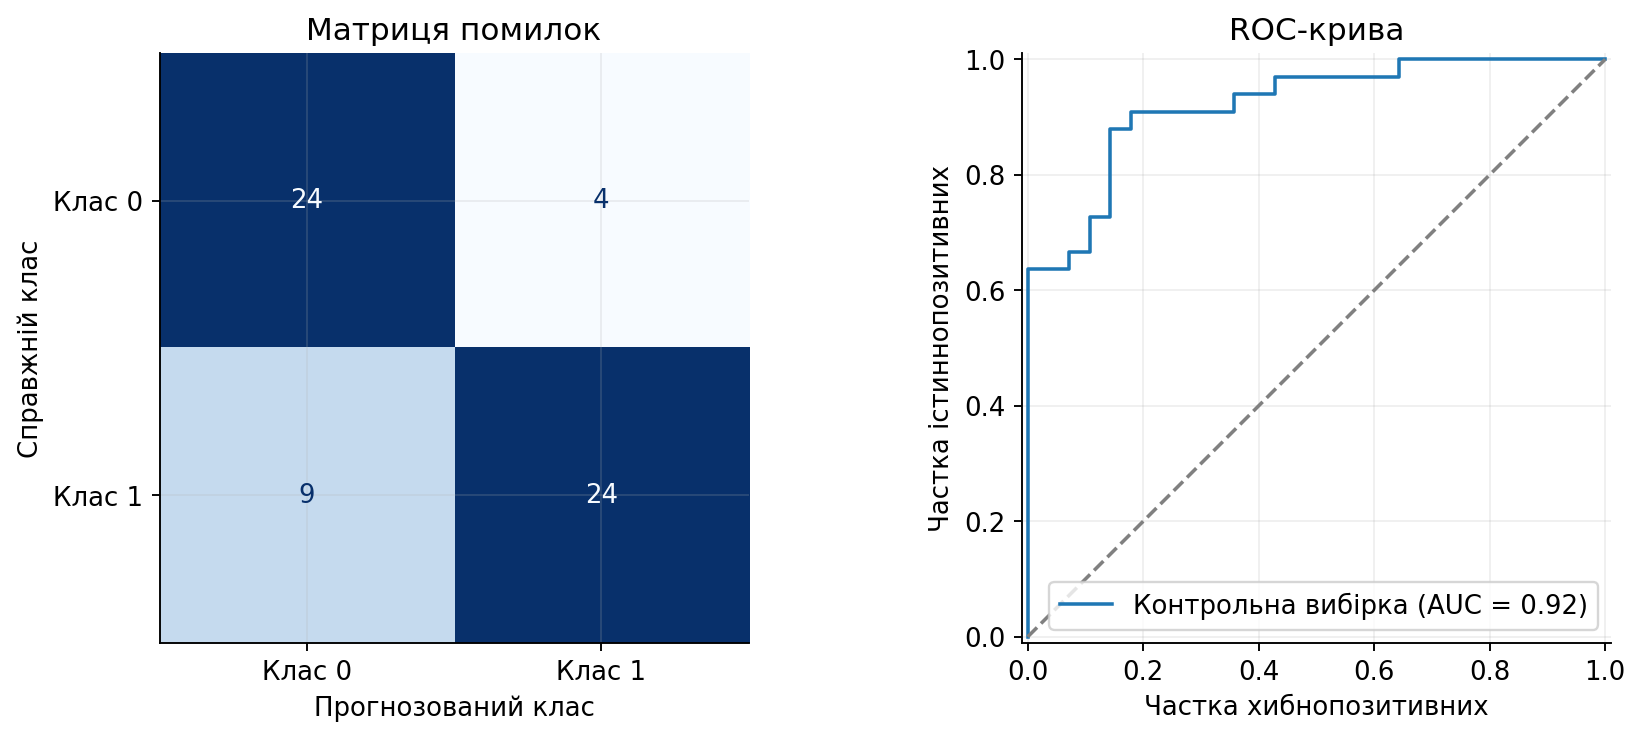 Матриця помилок
Справжній клас
Клас 0
24
4
Клас 1
9
24
Клас 0
Клас 1
Прогнозований клас
ROC-крива
Частка істиннопозитивних
1.0
0.8
0.6
0.4
0.2
0.0
Контрольна вибірка (AUC = 0.92)
0.0
0.2
0.4
0.6
0.8
1.0
Частка хибнопозитивних